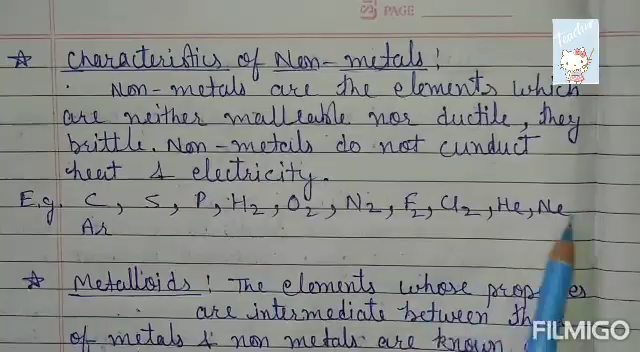 PAGE
Teachive
☆ Characteristics of Non-metals:
Non-metals are the elements which
are neither malleable nor ductile, they
brittle. Non-metals do not cunduct
heat & electricity.
E.g. C, S, P, H2, O2, N2, F2, Cl2, He, Ne
Ar
☆ Metalloids: The elements whose prop es
are intermediate between th
of metals & non metals are known
FILMIGO